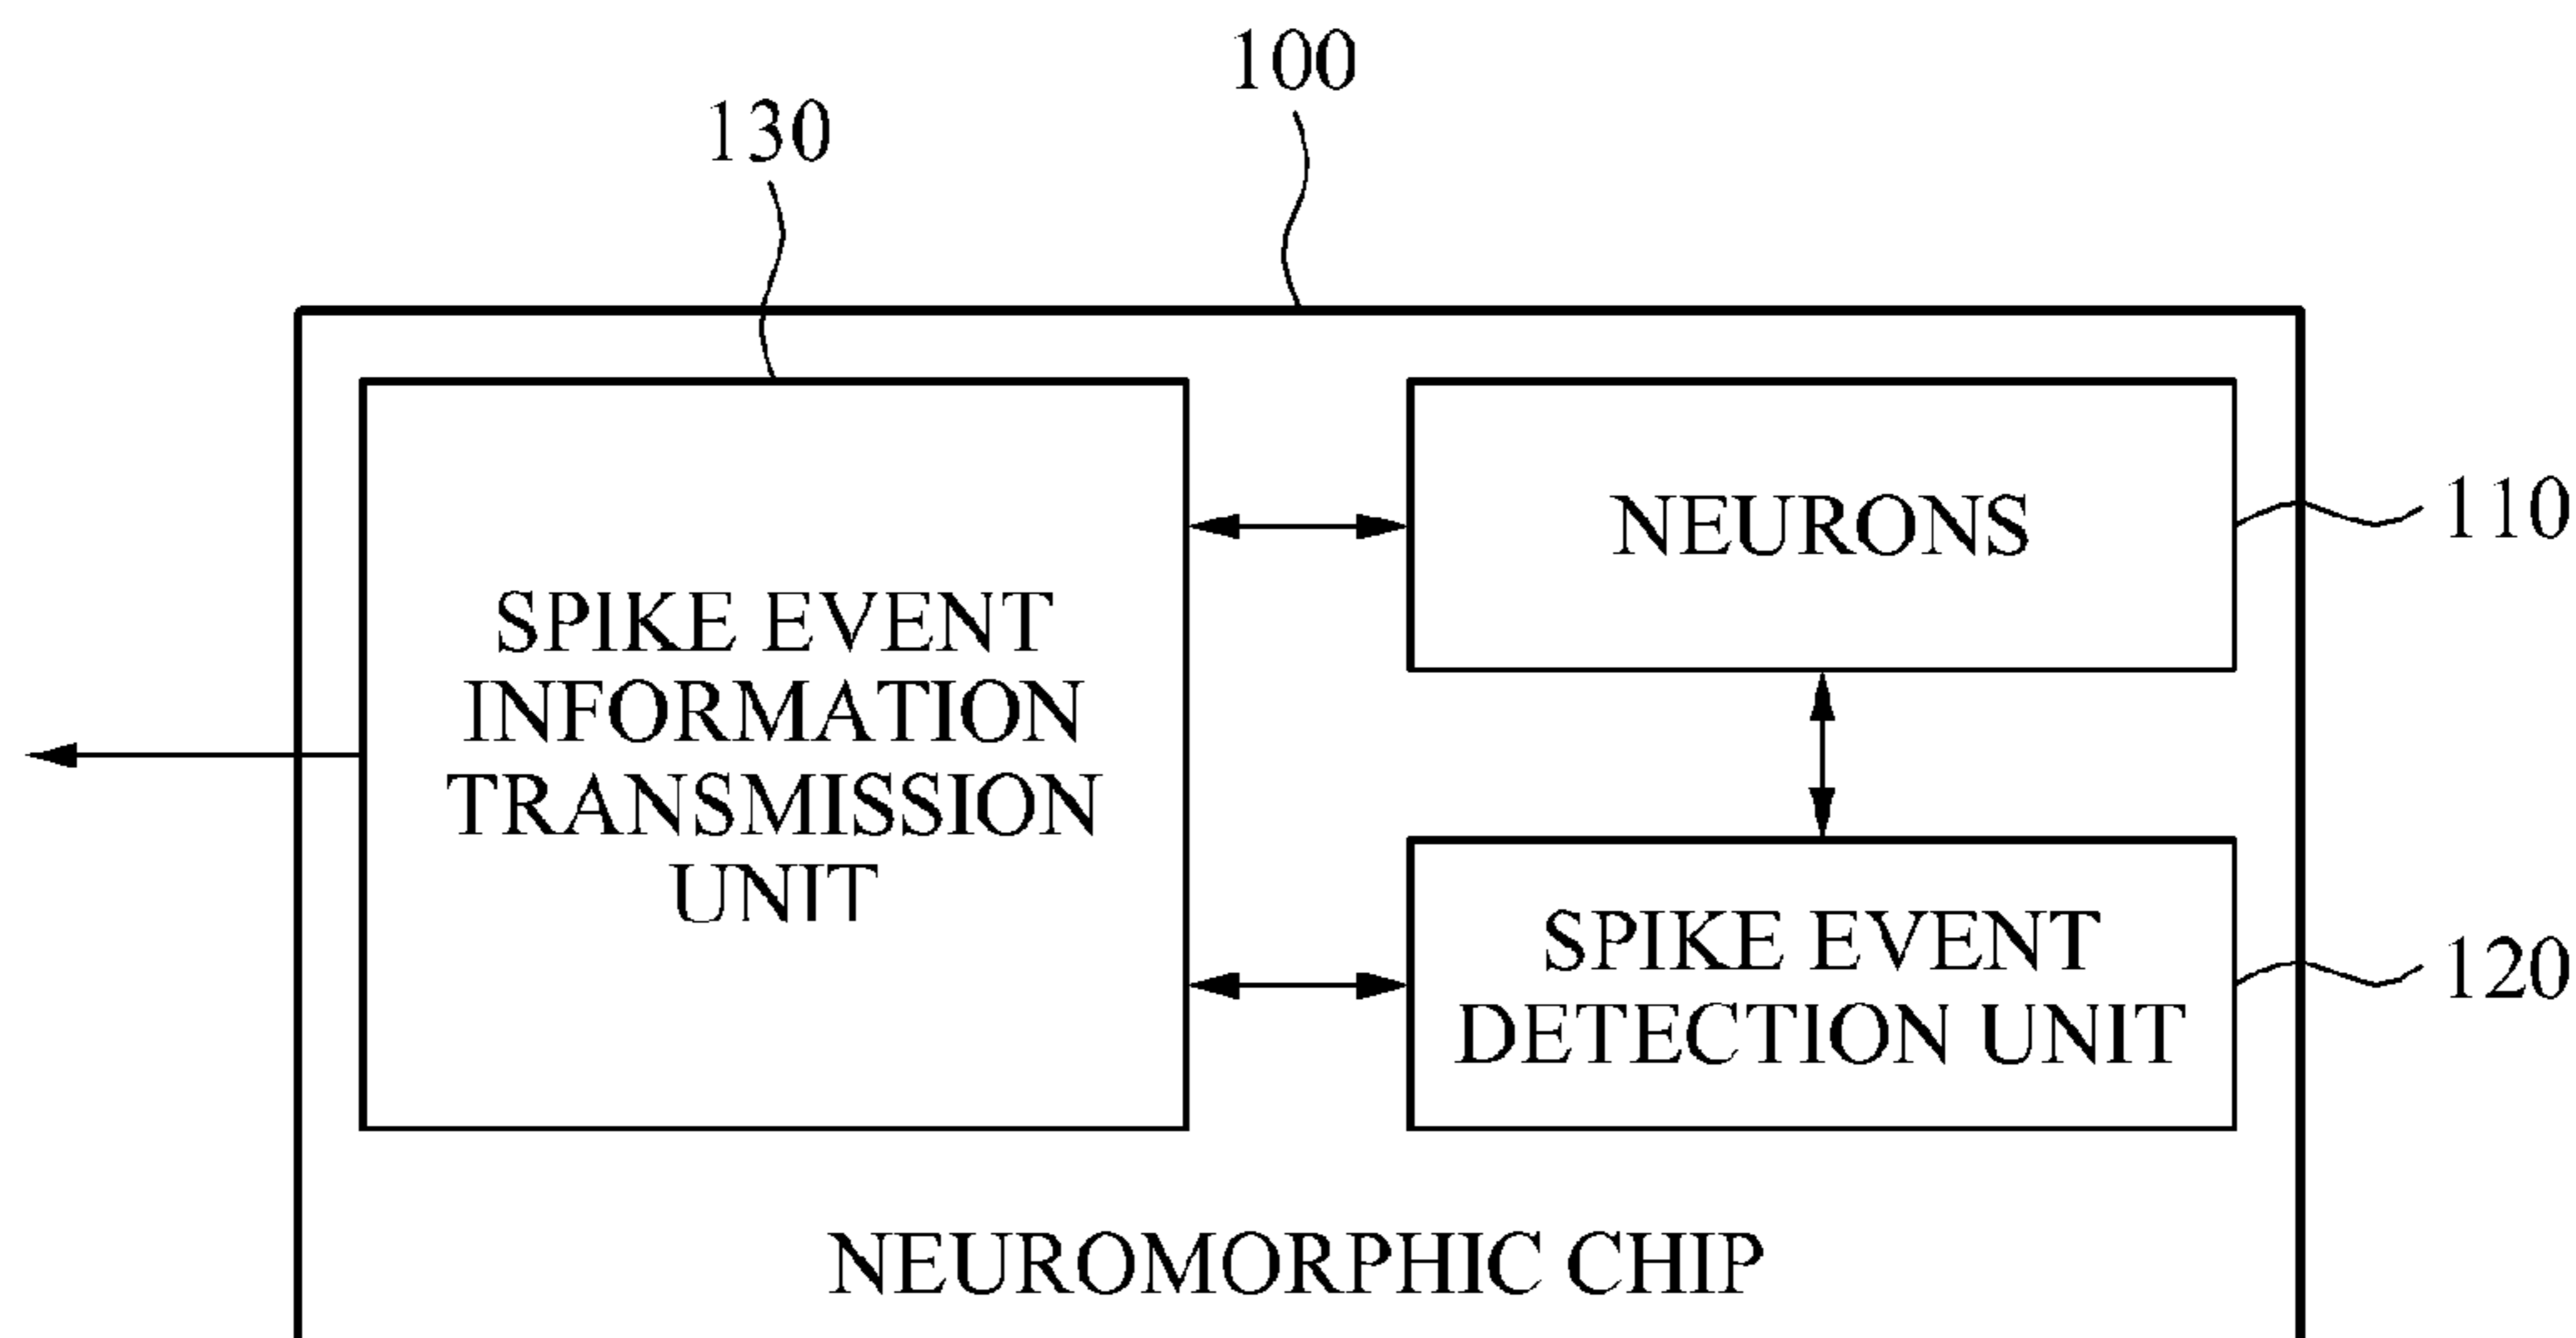 100
130
NEURONS
110
SPIKE EVENT
INFORMATION
TRANSMISSION
UNIT
SPIKE EVENT
DETECTION UNIT
120
NEUROMORPHIC CHIP